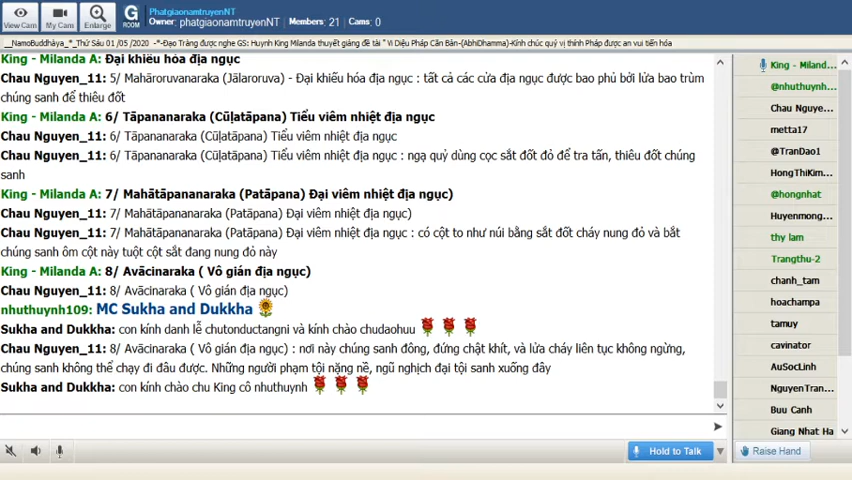 View Cam
My Cam
Enlarge
G
ROOM
PhatgiaonamtruyenNT
Owner: phatgiaonamtruyenNT Members: 21 Cams: 0
__NamoBuddhàya_*_Thứ Sáu 01 /05 /2020 -*-Đạo Tràng được nghe GS: Huynh King Milanda thuyết giảng đề tài " Vi Diệu Pháp Căn Bản-(AbhiDhamma)-Kính chúc quý vị thính Pháp được an vui tiến hóa
King - Milanda A: Đại khiếu hóa địa ngục
Chau Nguyen_11: 5/ Mahāroruvanaraka (Jālaroruva) - Đại khiếu hóa địa ngục : tất cả các cửa địa ngục được bao phủ bởi lửa bao trùm
chúng sanh để thiêu đốt
King - Milanda A: 6/ Tāpananaraka (Cūḷatāpana) Tiểu viêm nhiệt địa ngục
Chau Nguyen_11: 6/ Tāpananaraka (Cūḷatāpana) Tiểu viêm nhiệt địa ngục
Chau Nguyen_11: 6/ Tāpananaraka (Cūḷatāpana) Tiểu viêm nhiệt địa ngục : ngạ quỷ dùng cọc sắt đốt đỏ để tra tấn, thiêu đốt chúng
sanh
King - Milanda A: 7/ Mahātāpananaraka (Patāpana) Đại viêm nhiệt địa ngục)
Chau Nguyen_11: 7/ Mahātāpananaraka (Patāpana) Đại viêm nhiệt địa ngục)
Chau Nguyen_11: 7/ Mahātāpananaraka (Patāpana) Đại viêm nhiệt địa ngục : có cột to như núi bằng sắt đốt cháy nung đỏ và bắt
chúng sanh ôm cột này tuột cột sắt đang nung đỏ này
King - Milanda A: 8/ Avācinaraka ( Vô gián địa ngục)
Chau Nguyen_11: 8/ Avācinaraka ( Vô gián địa ngục)
nhuthuynh109: MC Sukha and Dukkha
Sukha and Dukkha: con kính danh lễ chutonductangni và kính chào chudaohuu
Chau Nguyen_11: 8/ Avācinaraka ( Vô gián địa ngục) : nơi này chúng sanh đông, đứng chật khít, và lửa cháy liên tục không ngừng,
chúng sanh không thể chạy đi đâu được. Những người phạm tội nặng nề, ngũ nghịch đại tội sanh xuống đây
Sukha and Dukkha: con kính chào chu King cô nhuthuynh
King - Miland...
@nhuthuynh...
Chau Nguye...
metta17
@TranDao1
HongThiKim...
@hongnhat
Huyenmong...
thy lam
Trangthu-2
chanh_tam
hoachampa
tamuy
cavinator
AuSocLinh
NguyenTran...
Buu Canh
Giang Nhat Ha
Hold to Talk
Raise Hand